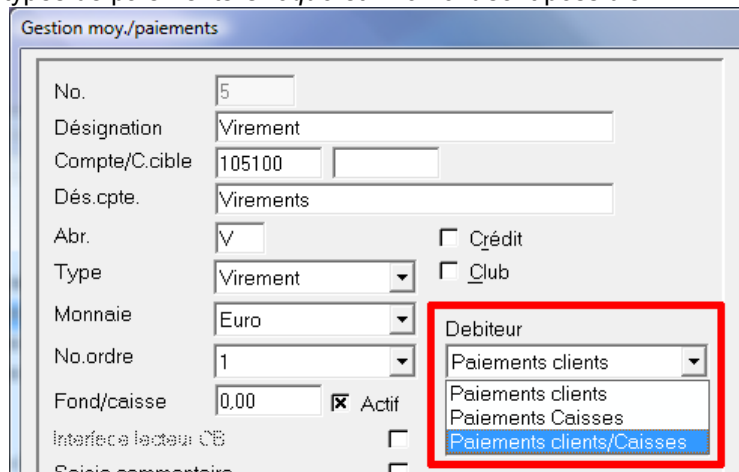 Gestion moy./paiements
No. 5
Désignation Virement
Compte/C.cible 105100
Dés.cpte. Virements
Abr. V Crédit
Type Virement Club
Monnaie Euro
Debiteur
No.ordre 1 Paiements clients
Fond/caisse 0,00 Actif
Paiements clients
Paiements Caisses
Interface lecteur CB
Paiements clients/Caisses